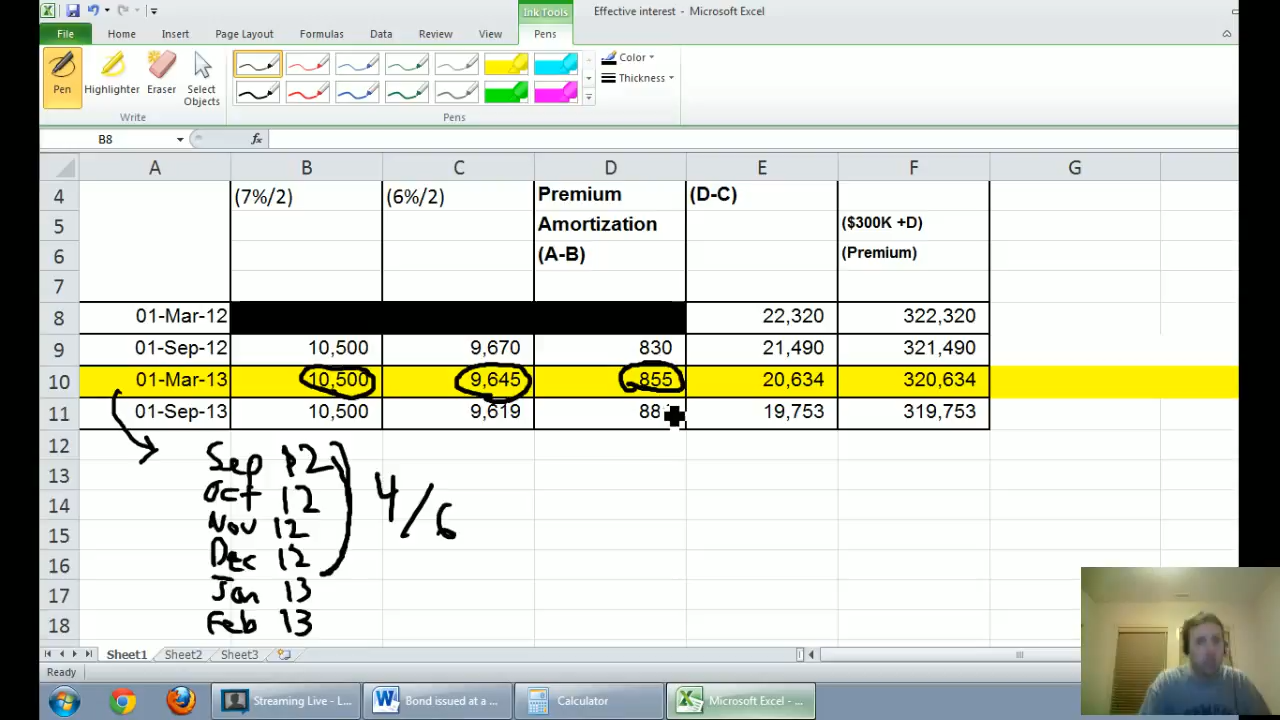 Ink Tools
Effective interest - Microsoft Excel
File Home Insert Page Layout Formulas Data Review View Pens
Pen Highlighter Eraser Select Objects
Color
Thickness
Write Pens
B8 fx
A B C D E F G
4 (7%/2) (6%/2) Premium (D-C)
5 Amortization ($300K +D)
6 (A-B) (Premium)
7
8 01-Mar-12 22,320 322,320
9 01-Sep-12 10,500 9,670 830 21,490 321,490
10 01-Mar-13 10,500 9,645 855 20,634 320,634
11 01-Sep-13 10,500 9,619 88 19,753 319,753
12 Sep 12
13 Oct 12
14 Nov 12 4/6
15 Dec 12
16 Jan 13
17 Feb 13
18
Sheet1 Sheet2 Sheet3
Ready
Streaming Live - L... Bond issued at a ... Calculator Microsoft Excel - ...